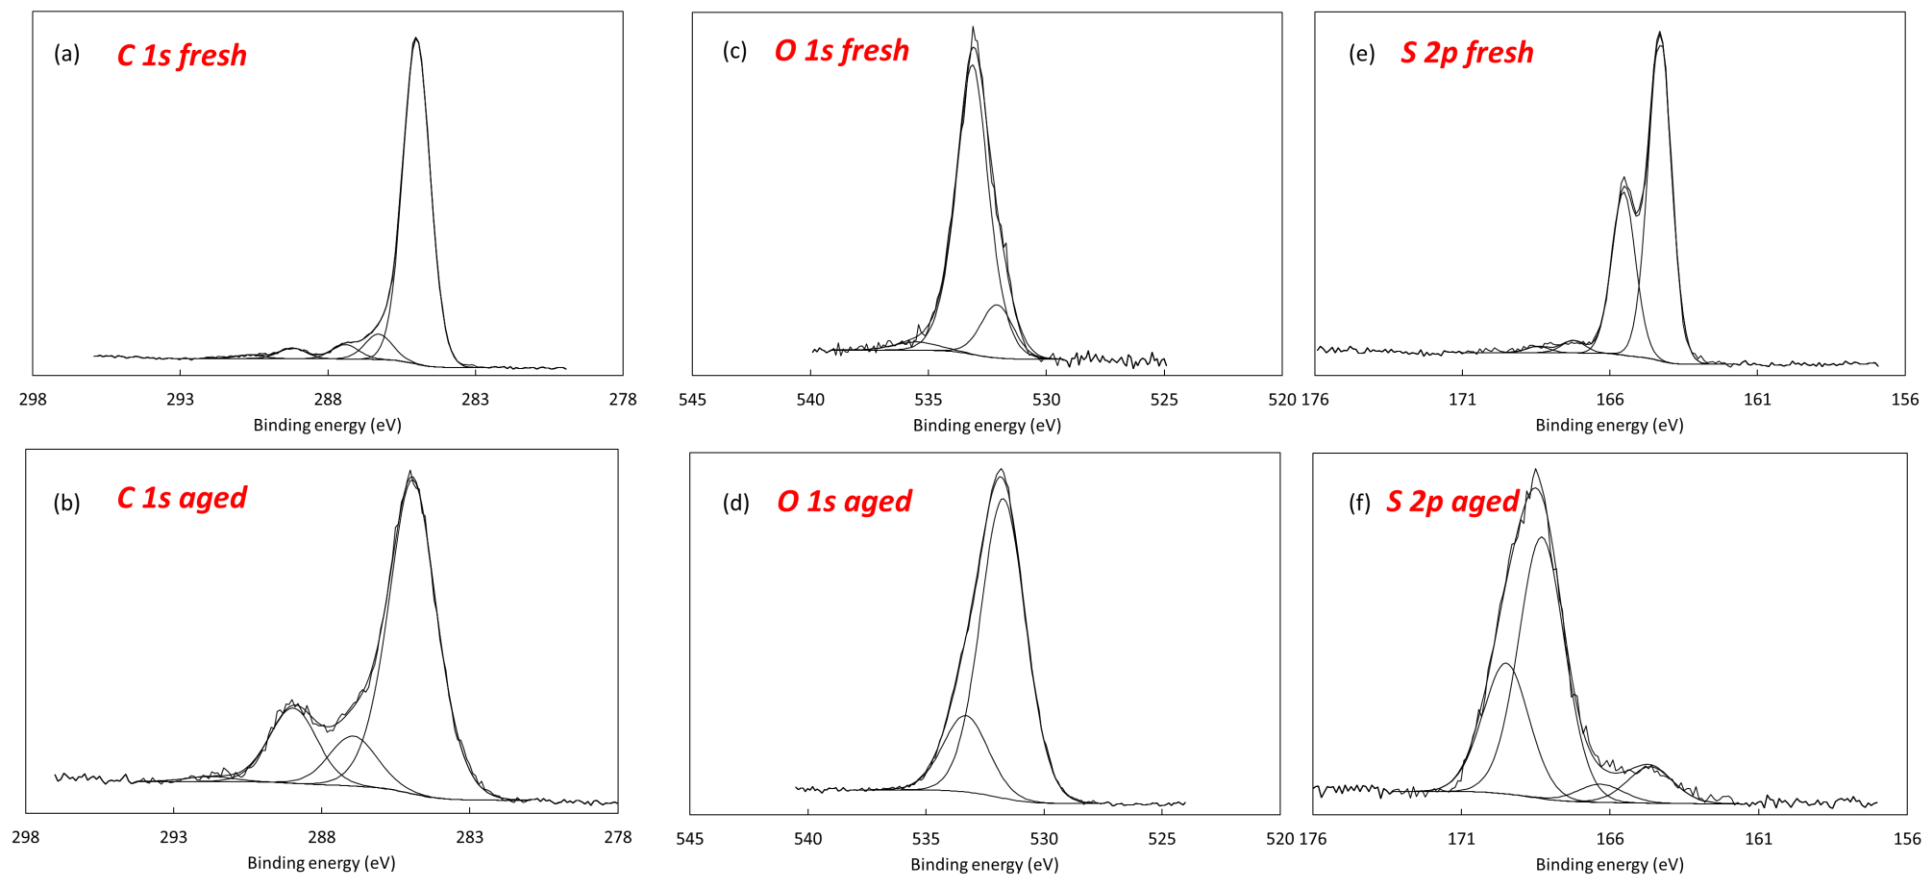 (a) C 1s fresh
298 293 288 283 278
Binding energy (eV)
(c) O 1s fresh
545 540 535 530 525 520
Binding energy (eV)
(e) S 2p fresh
176 171 166 161 156
Binding energy (eV)
(b) C 1s aged
298 293 288 283 278
Binding energy (eV)
(d) O 1s aged
545 540 535 530 525 520
Binding energy (eV)
(f) S 2p aged
176 171 166 161 156
Binding energy (eV)